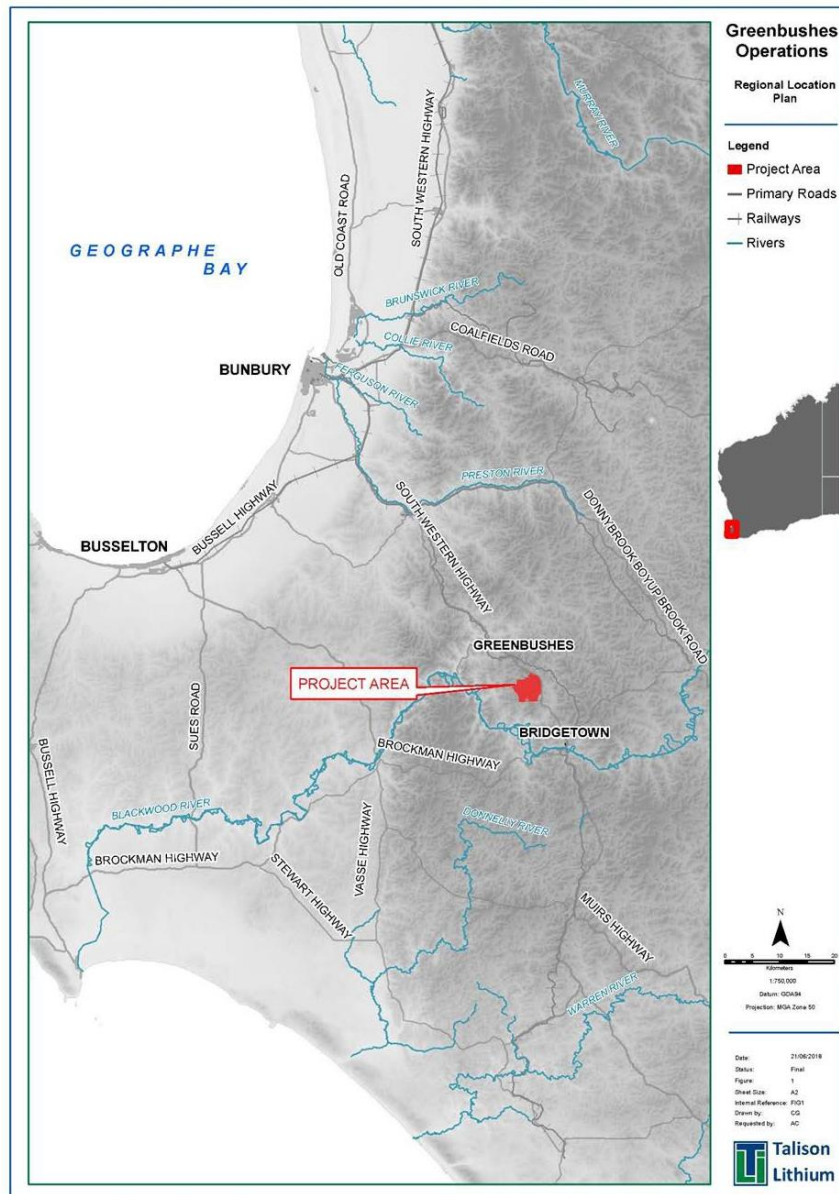 Greenbushes
Operations
Regional Location
Plan
Legend
Project Area
Primary Roads
Railways
Rivers
MURRAY RIVER
SOUTH WESTERN HIGHWAY
OLD COAST ROAD
GEOGRAPHE
BAY
BRUNSWICK RIVER
COALFIELDS ROAD
COLLIE RIVER
BUNBURY
FERGUSON RIVER
PRESTON RIVER
BUSSELL HIGHWAY
SOUTH WESTERN HIGHWAY
DONNYBROOK BOYUP BROOK ROAD
BUSSELTON
GREENBUSHES
PROJECT AREA
SUES ROAD
BRIDGETOWN
BROCKMAN HIGHWAY
BUSSELL HIGHWAY
BLACKWOOD RIVER
DONNELLY RIVER
BROCKMAN HIGHWAY
VASSE HIGHWAY
STEWART HIGHWAY
MUIRS HIGHWAY
WARREN RIVER
N
0 5 10 20
Kilometers
1:750,000
Datum: GDA94
Projection: MGA Zone 50
Date: 21/06/2018
Status: Final
Figure: 1
Sheet Size: A2
Internal Reference: FIG1
Drawn by: CG
Requested by: AC
Talison
Lithium